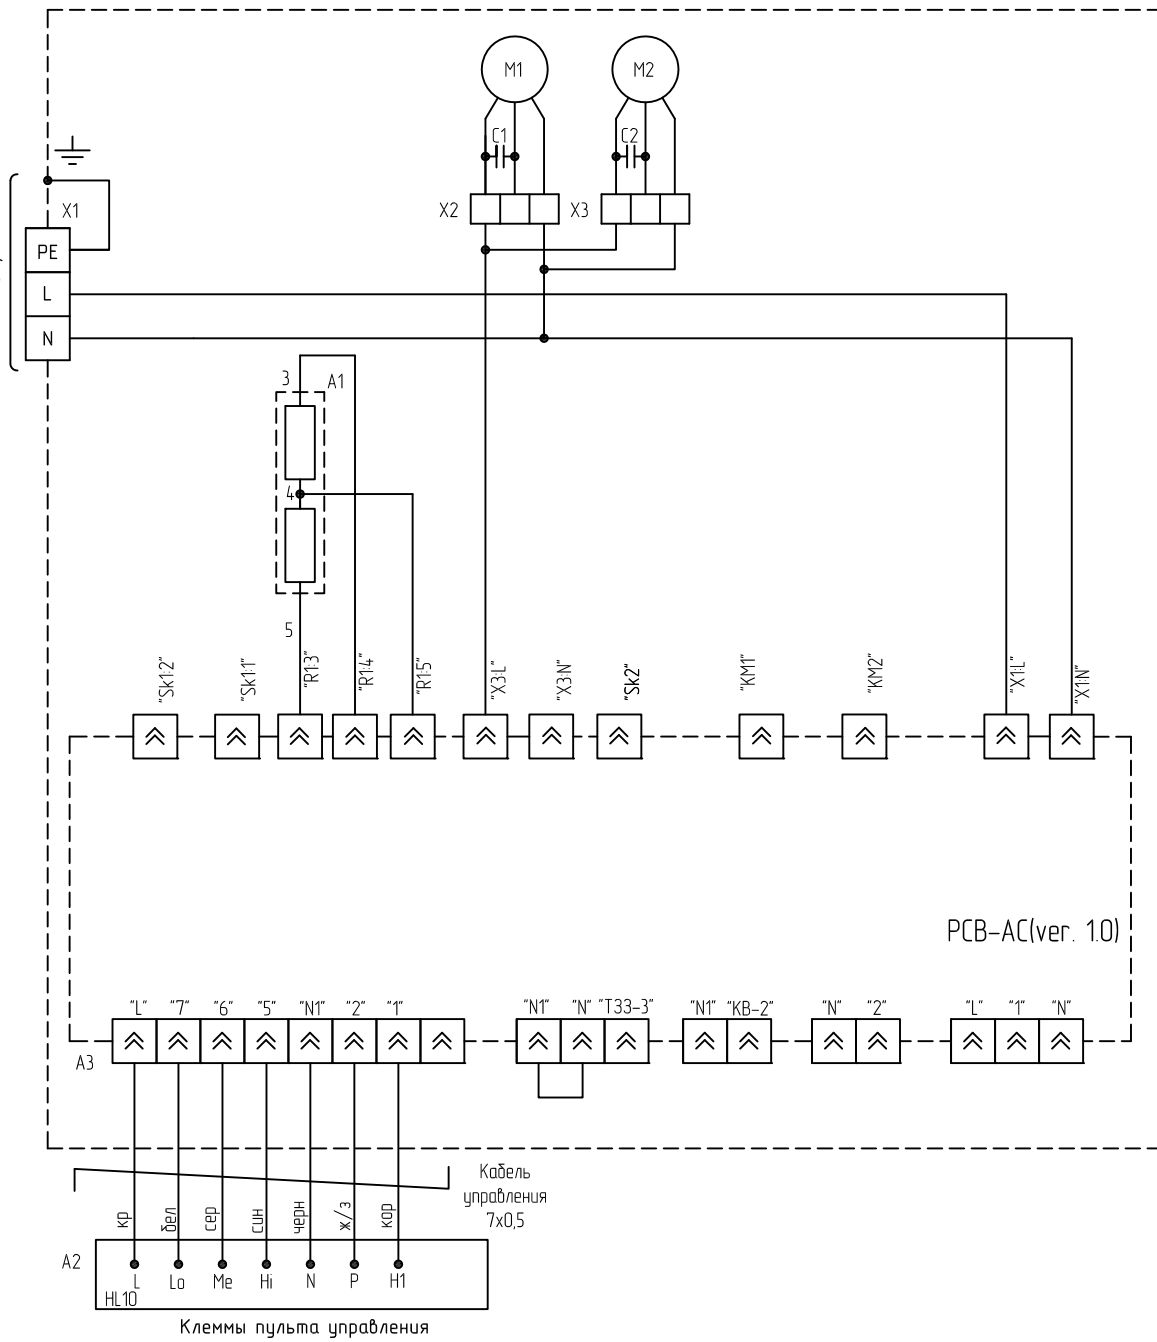 M1
M2
C1
C2
X1
X2
X3
PE
L
N
3
A1
4
5
"Sk1:2"
"Sk1:1"
"R1:3"
"R1:4"
"R1:5"
"X3:L"
"X3:N"
"Sk2"
"KM1"
"KM2"
"X1:L"
"X1:N"
PCB-AC(ver. 1.0)
"L" "7" "6" "5" "N1" "2" "1"
"N1" "N" "T33-3"
"N1" "KB-2"
"N" "2"
"L" "1" "N"
A3
Кабель
управления
7х0,5
кр
бел
сер
син
черн
ж/з
кор
A2
L Lo Me Hi N P H1
HL10
Клеммы пульта управления